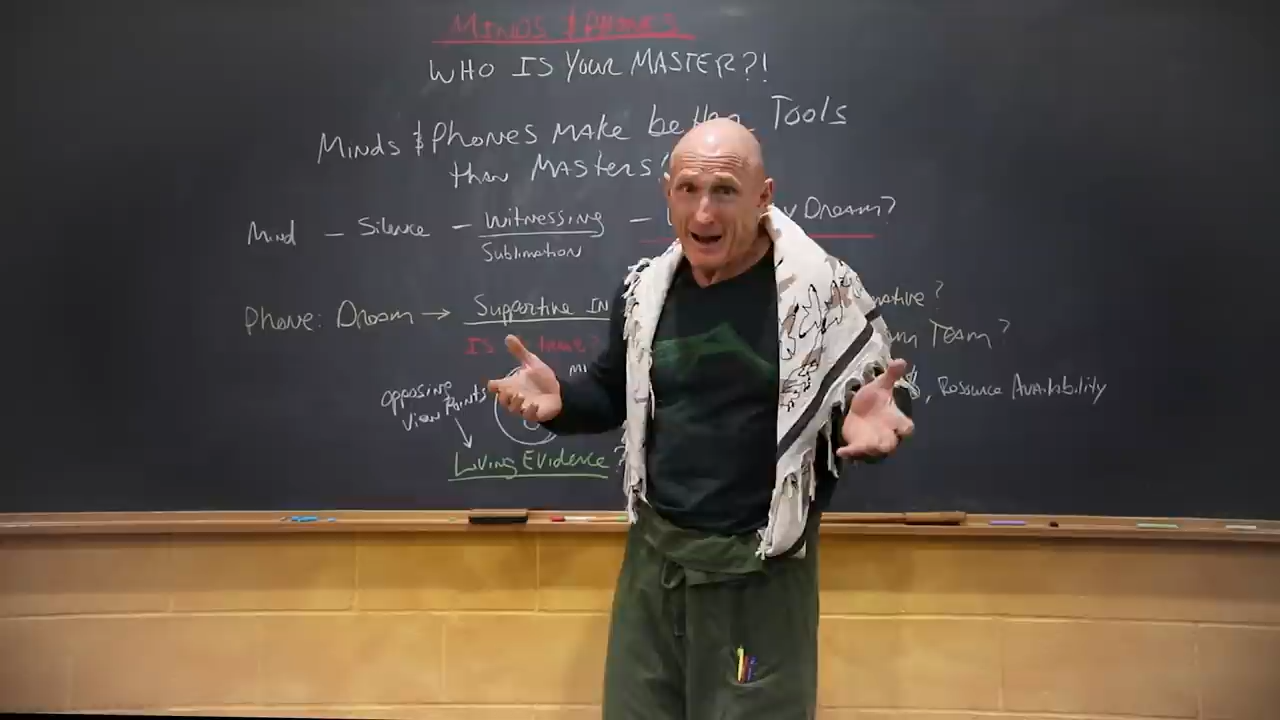 MINDS & PHONES
WHO IS YOUR MASTER?!
MINDS & PHONES MAKE better TOOLS
than MASTERS!
MIND – SILENCE – WITNESSING – DREAM?
SUBLIMATION
PHONE: DREAM → SUPPORTIVE IN
TEAM?
IS
OPPOSING
VIEW POINTS
, RESOURCE AVAILABILITY
LIVING EVIDENCE?